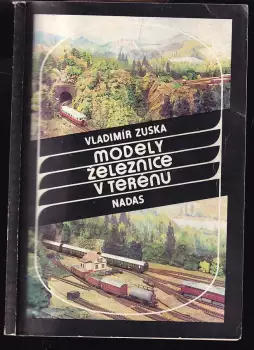 VLADIMÍR ZUSKA
MODELY
ŽELEZNICE
V TERÉNU
NADAS